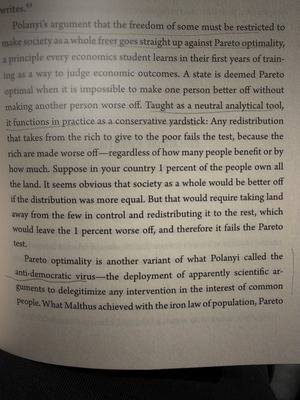 writes.⁴⁹
Polanyi's argument that the freedom of some must be restricted to
make society as a whole freer goes straight up against Pareto optimality,
a principle every economics student learns in their first years of train-
ing as a way to judge economic outcomes. A state is deemed Pareto
optimal when it is impossible to make one person better off without
making another person worse off. Taught as a neutral analytical tool,
it functions in practice as a conservative yardstick: Any redistribution
that takes from the rich to give to the poor fails the test, because the
rich are made worse off—regardless of how many people benefit or by
how much. Suppose in your country 1 percent of the people own all
the land. It seems obvious that society as a whole would be better off
if the distribution was more equal. But that would require taking land
away from the few in control and redistributing it to the rest, which
would leave the 1 percent worse off, and therefore it fails the Pareto
test.
Pareto optimality is another variant of what Polanyi called the
anti-democratic virus—the deployment of apparently scientific ar-
guments to delegitimize any intervention in the interest of common
people. What Malthus achieved with the iron law of population, Pareto